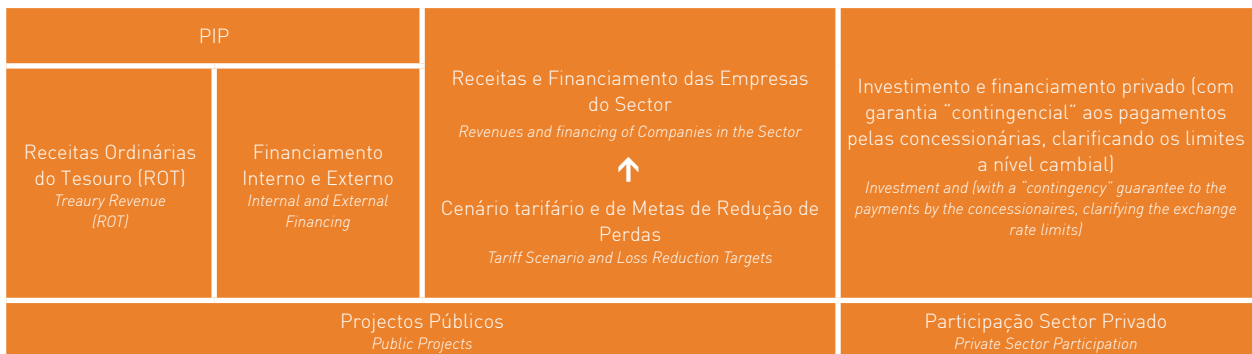 PIP
Receitas Ordinárias
do Tesouro (ROT)
Treaury Revenue
(ROT)
Financiamento
Interno e Externo
Internal and External
Financing
Receitas e Financiamento das Empresas
do Sector
Revenues and financing of Companies in the Sector
Cenário tarifário e de Metas de Redução de
Perdas
Tariff Scenario and Loss Reduction Targets
Investimento e financiamento privado (com
garantia "contingencial" aos pagamentos
pelas concessionárias, clarificando os limites
a nível cambial)
Investment and (with a "contingency" guarantee to the
payments by the concessionaires, clarifying the exchange
rate limits)
Projectos Públicos
Public Projects
Participação Sector Privado
Private Sector Participation